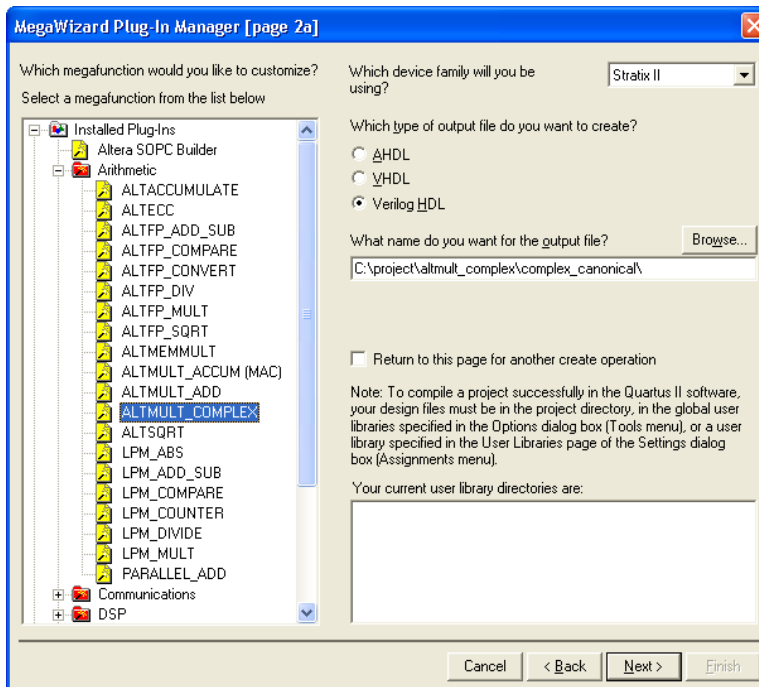 MegaWizard Plug-In Manager [page 2a]
Which megafunction would you like to customize?
Select a megafunction from the list below
Installed Plug-Ins
Altera SOPC Builder
Arithmetic
ALTACCUMULATE
ALTECC
ALTFP_ADD_SUB
ALTFP_COMPARE
ALTFP_CONVERT
ALTFP_DIV
ALTFP_MULT
ALTFP_SQRT
ALTMEMMULT
ALTMULT_ACCUM (MAC)
ALTMULT_ADD
ALTMULT_COMPLEX
ALTSQRT
LPM_ABS
LPM_ADD_SUB
LPM_COMPARE
LPM_COUNTER
LPM_DIVIDE
LPM_MULT
PARALLEL_ADD
Communications
DSP
Which device family will you be
using?
Stratix II
Which type of output file do you want to create?
AHDL
VHDL
Verilog HDL
What name do you want for the output file?
Browse...
C:\project\altmult_complex\complex_canonical\
Return to this page for another create operation
Note: To compile a project successfully in the Quartus II software,
your design files must be in the project directory, in the global user
libraries specified in the Options dialog box (Tools menu), or a user
library specified in the User Libraries page of the Settings dialog
box (Assignments menu).
Your current user library directories are:
Cancel
< Back
Next >
Finish